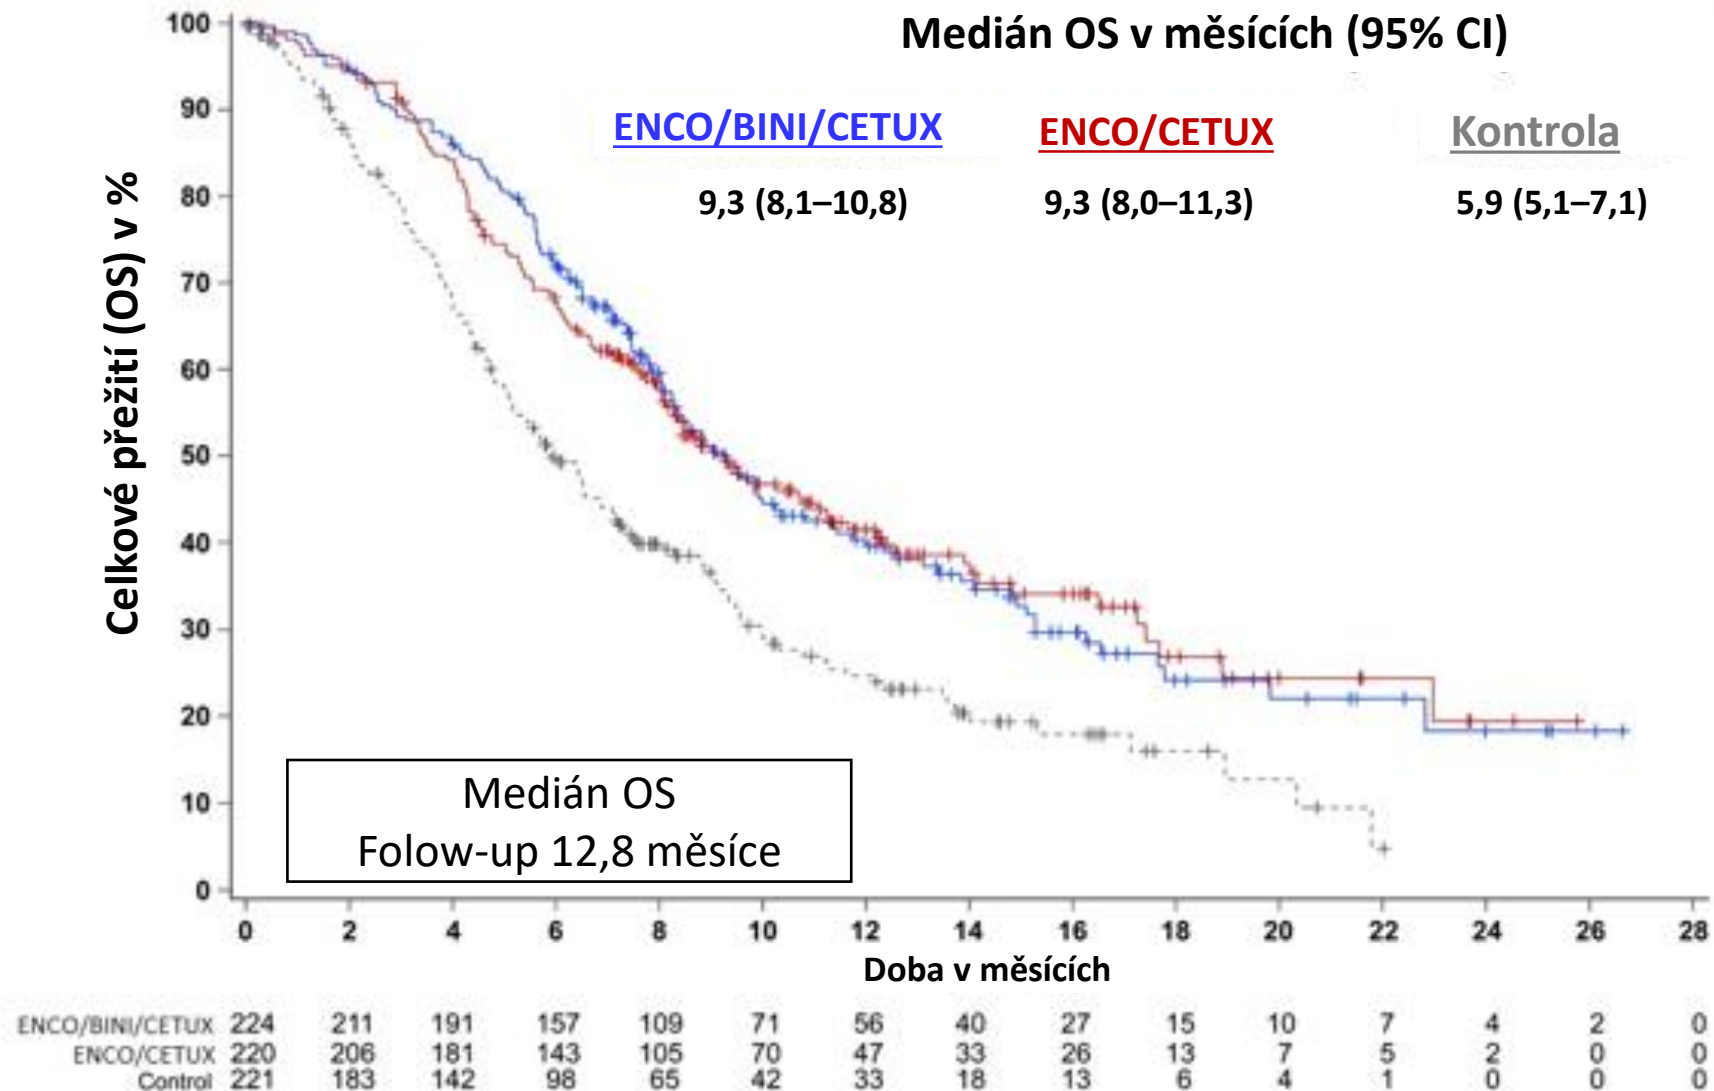 Medián OS v měsících (95% CI)
ENCO/BINI/CETUX ENCO/CETUX Kontrola
9,3 (8,1–10,8) 9,3 (8,0–11,3) 5,9 (5,1–7,1)
Celkové přežití (OS) v %
100
90
80
70
60
50
40
30
20
10
0
Medián OS
Folow-up 12,8 měsíce
0 2 4 6 8 10 12 14 16 18 20 22 24 26 28
Doba v měsících
ENCO/BINI/CETUX 224 211 191 157 109 71 56 40 27 15 10 7 4 2 0
ENCO/CETUX 220 206 181 143 105 70 47 33 26 13 7 5 2 0 0
Control 221 183 142 98 65 42 33 18 13 6 4 1 0 0 0